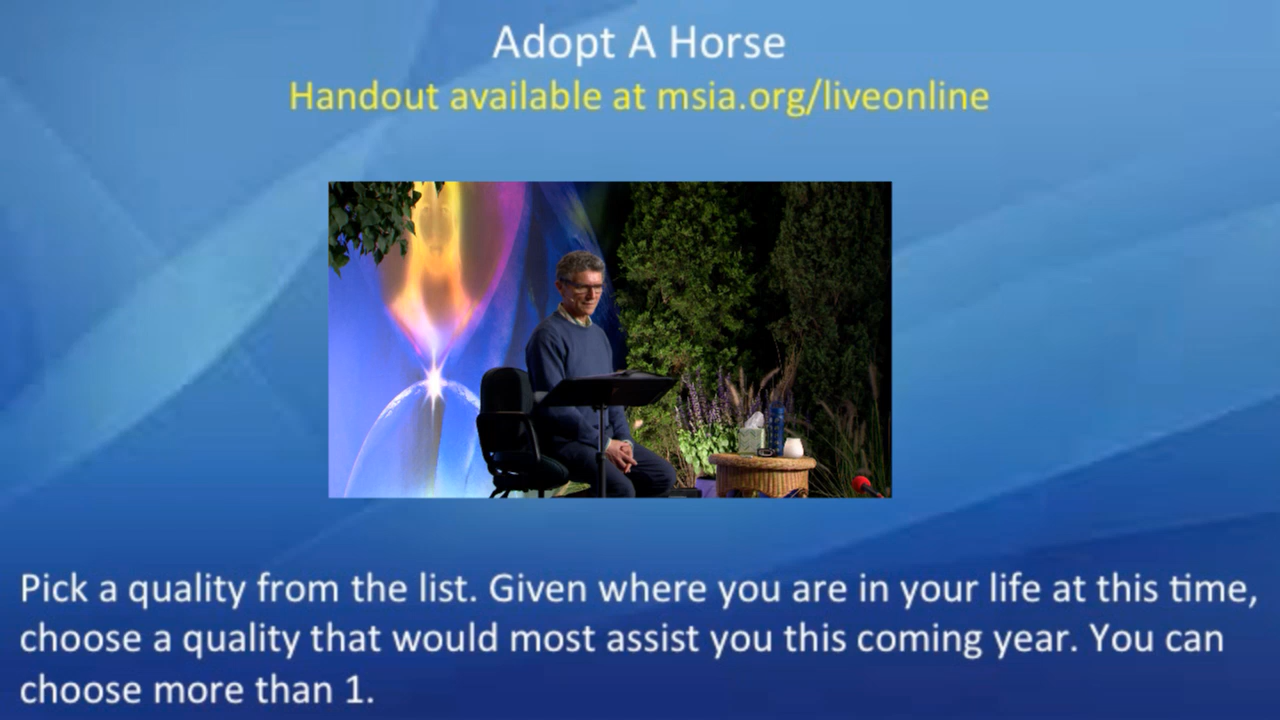 Adopt A Horse
Handout available at msia.org/liveonline
Pick a quality from the list. Given where you are in your life at this time,
choose a quality that would most assist you this coming year. You can
choose more than 1.